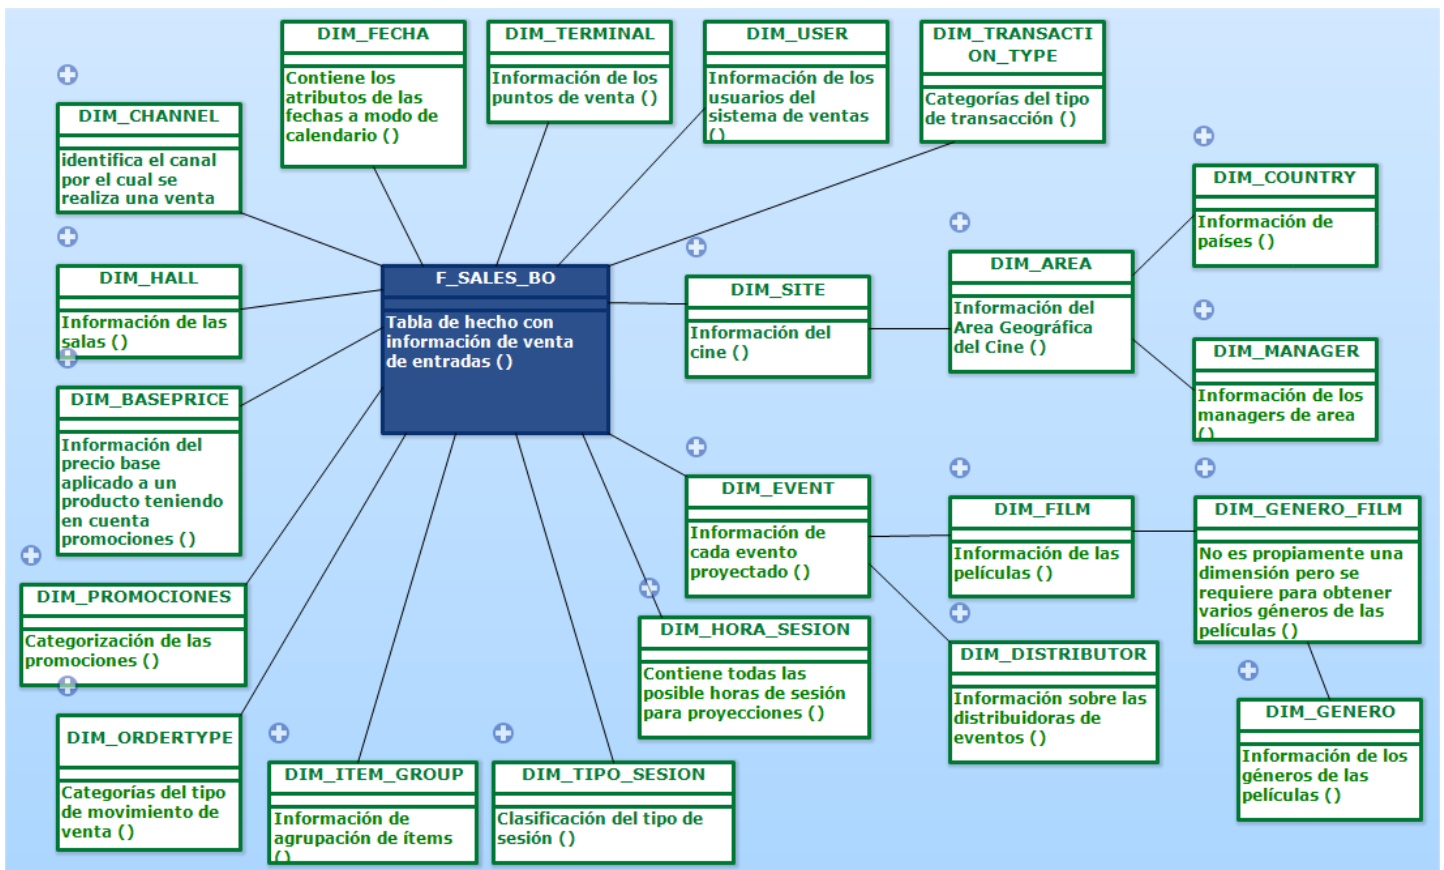 DIM_FECHA
Contiene los
atributos de las
fechas a modo de
calendario ()
DIM_TERMINAL
Información de los
puntos de venta ()
DIM_USER
Información de los
usuarios del
sistema de ventas
()
DIM_TRANSACTI
ON_TYPE
Categorías del tipo
de transacción ()
DIM_CHANNEL
identifica el canal
por el cual se
realiza una venta
DIM_COUNTRY
Información de
países ()
DIM_HALL
Información de las
salas ()
F_SALES_BO
Tabla de hecho con
información de venta
de entradas ()
DIM_SITE
Información del
cine ()
DIM_AREA
Información del
Area Geográfica
del Cine ()
DIM_MANAGER
Información de los
managers de area
()
DIM_BASEPRICE
Información del
precio base
aplicado a un
producto teniendo
en cuenta
promociones ()
DIM_EVENT
Información de
cada evento
proyectado ()
DIM_FILM
Información de las
películas ()
DIM_GENERO_FILM
No es propiamente una
dimensión pero se
requiere para obtener
varios géneros de las
películas ()
DIM_PROMOCIONES
Categorización de las
promociones ()
DIM_HORA_SESION
Contiene todas las
posible horas de sesión
para proyecciones ()
DIM_DISTRIBUTOR
Información sobre las
distribuidoras de
eventos ()
DIM_GENERO
Información de los
géneros de las
películas ()
DIM_ORDERTYPE
Categorías del tipo
de movimiento de
venta ()
DIM_ITEM_GROUP
Información de
agrupación de ítems
()
DIM_TIPO_SESION
Clasificación del tipo de
sesión ()